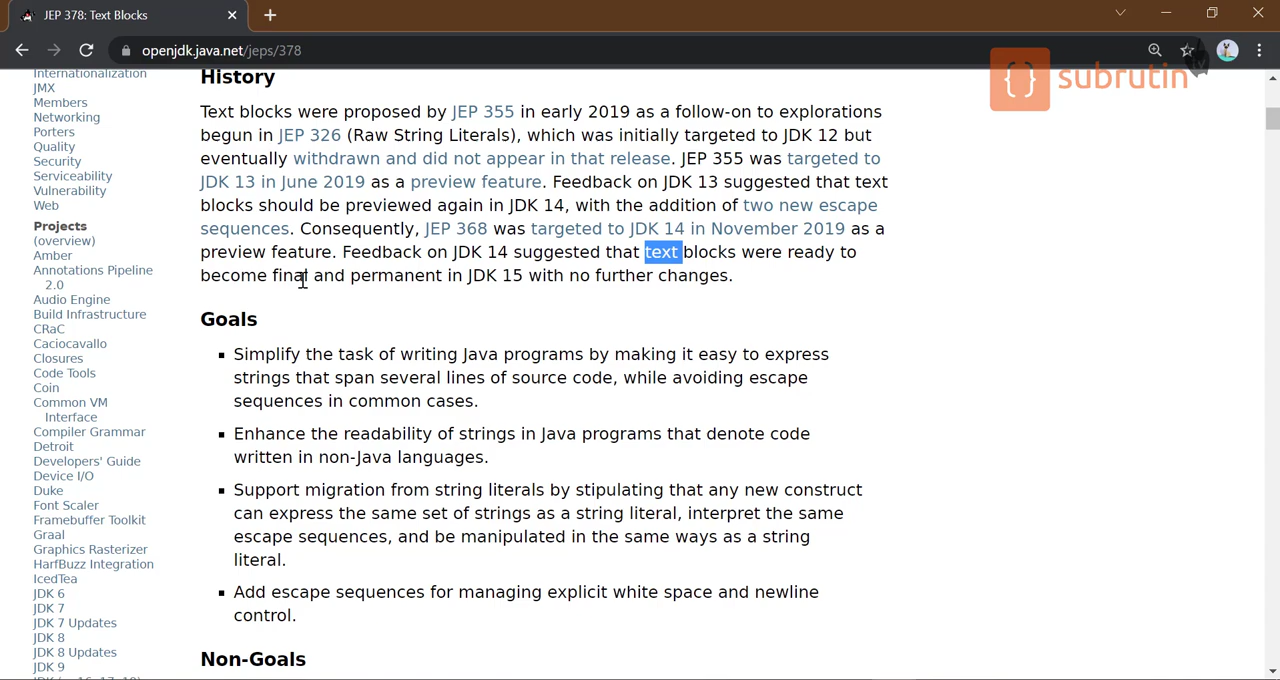 JEP 378: Text Blocks
openjdk.java.net/jeps/378
subrutin
Internationalization
JMX
Members
Networking
Porters
Quality
Security
Serviceability
Vulnerability
Web
Projects
(overview)
Amber
Annotations Pipeline
2.0
Audio Engine
Build Infrastructure
CRaC
Caciocavallo
Closures
Code Tools
Coin
Common VM
Interface
Compiler Grammar
Detroit
Developers' Guide
Device I/O
Duke
Font Scaler
Framebuffer Toolkit
Graal
Graphics Rasterizer
HarfBuzz Integration
IcedTea
JDK 6
JDK 7
JDK 7 Updates
JDK 8
JDK 8 Updates
JDK 9
History
Text blocks were proposed by JEP 355 in early 2019 as a follow-on to explorations
begun in JEP 326 (Raw String Literals), which was initially targeted to JDK 12 but
eventually withdrawn and did not appear in that release. JEP 355 was targeted to
JDK 13 in June 2019 as a preview feature. Feedback on JDK 13 suggested that text
blocks should be previewed again in JDK 14, with the addition of two new escape
sequences. Consequently, JEP 368 was targeted to JDK 14 in November 2019 as a
preview feature. Feedback on JDK 14 suggested that text blocks were ready to
become final and permanent in JDK 15 with no further changes.
Goals
▪ Simplify the task of writing Java programs by making it easy to express
strings that span several lines of source code, while avoiding escape
sequences in common cases.
▪ Enhance the readability of strings in Java programs that denote code
written in non-Java languages.
▪ Support migration from string literals by stipulating that any new construct
can express the same set of strings as a string literal, interpret the same
escape sequences, and be manipulated in the same ways as a string
literal.
▪ Add escape sequences for managing explicit white space and newline
control.
Non-Goals